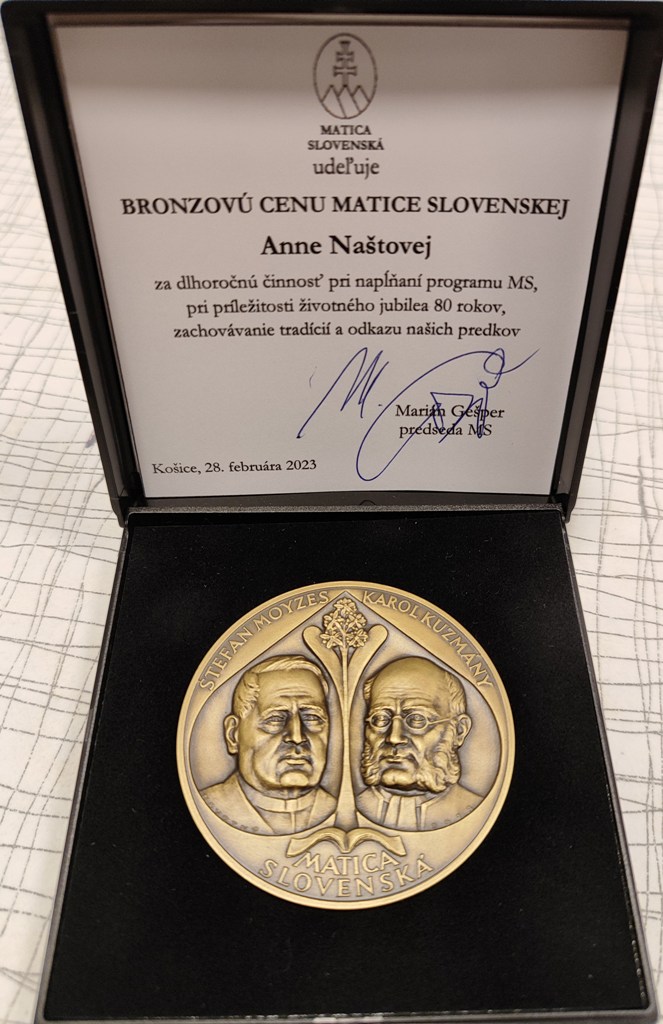 MATICA
SLOVENSKÁ
udeľuje
BRONZOVÚ CENU MATICE SLOVENSKEJ
Anne Naštovej
za dlhoročnú činnosť pri napĺňaní programu MS,
pri príležitosti životného jubilea 80 rokov,
zachovávanie tradícií a odkazu našich predkov
Marián Gešper
predseda MS
Košice, 28. februára 2023
ŠTEFAN MOYZES
KAROL KUZMÁNY
MATICA
SLOVENSKÁ